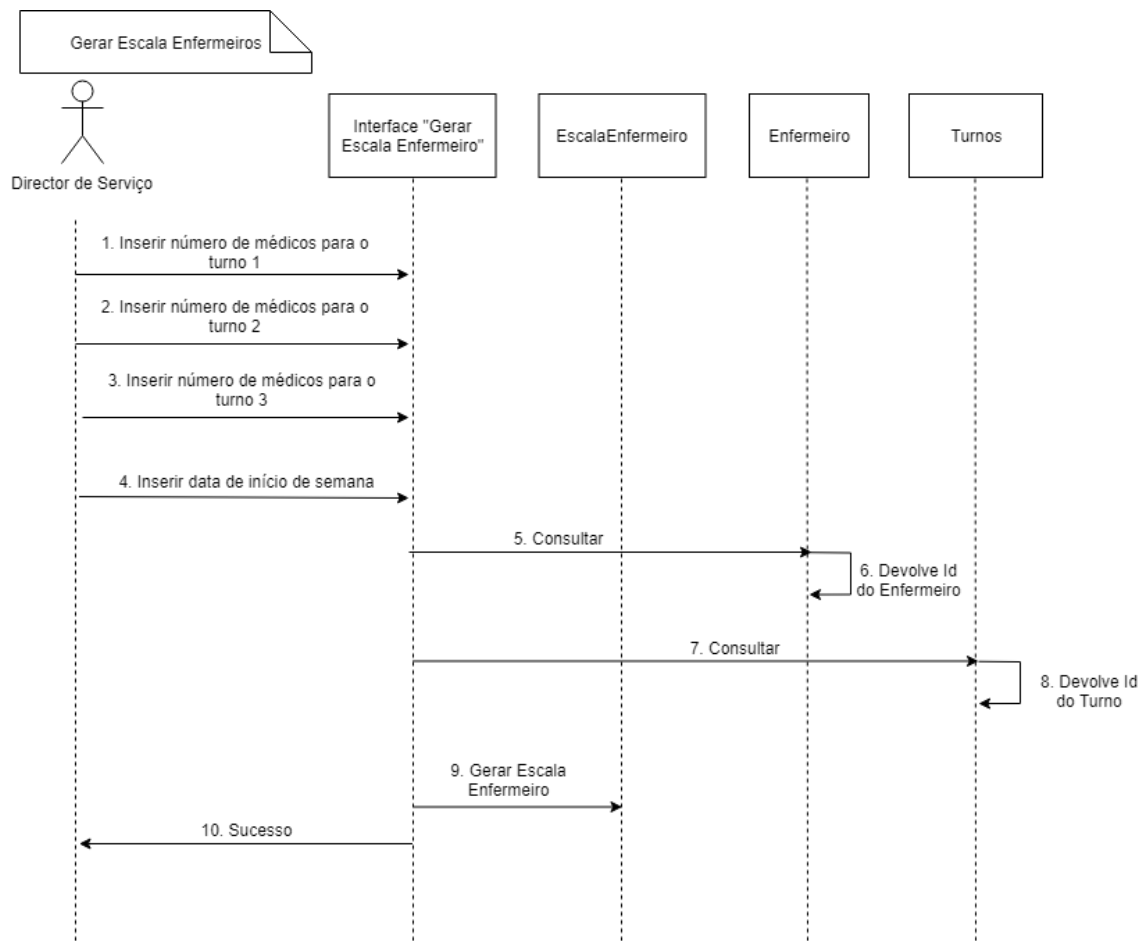 Gerar Escala Enfermeiros
Director de Serviço
Interface "Gerar
Escala Enfermeiro"
EscalaEnfermeiro
Enfermeiro
Turnos
1. Inserir número de médicos para o
turno 1
2. Inserir número de médicos para o
turno 2
3. Inserir número de médicos para o
turno 3
4. Inserir data de início de semana
5. Consultar
6. Devolve Id
do Enfermeiro
7. Consultar
8. Devolve Id
do Turno
9. Gerar Escala
Enfermeiro
10. Sucesso